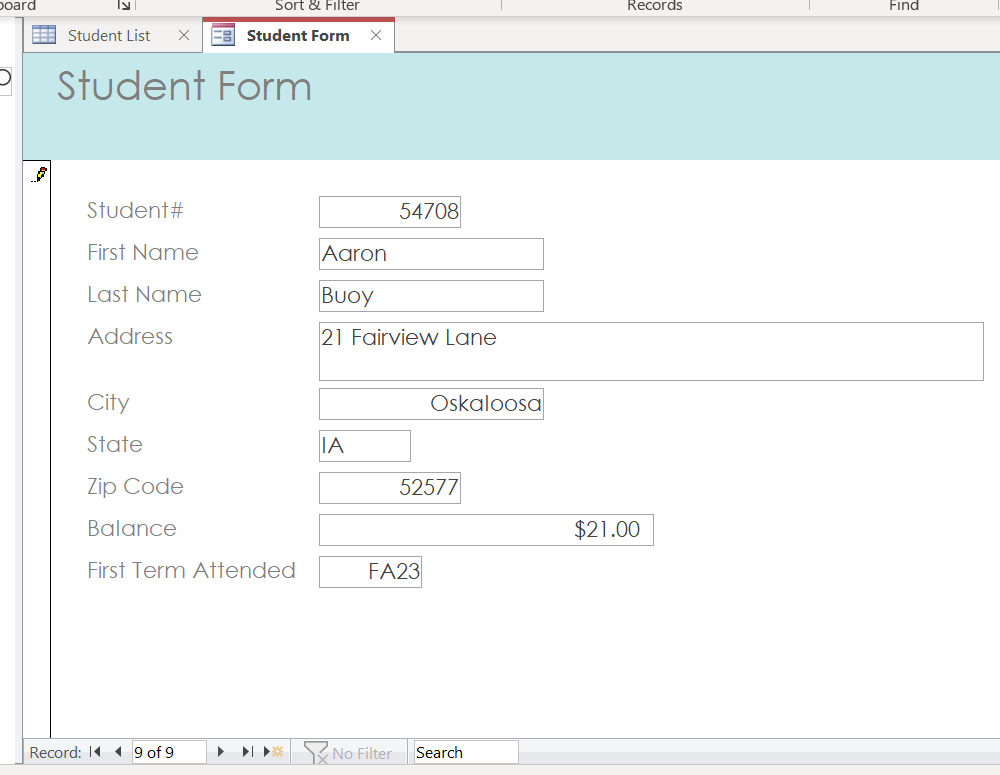 Sort & Filter Records Find
Student List Student Form
Student Form
Student# 54708
First Name Aaron
Last Name Buoy
Address 21 Fairview Lane
City Oskaloosa
State IA
Zip Code 52577
Balance $21.00
First Term Attended FA23
Record: 9 of 9 No Filter Search